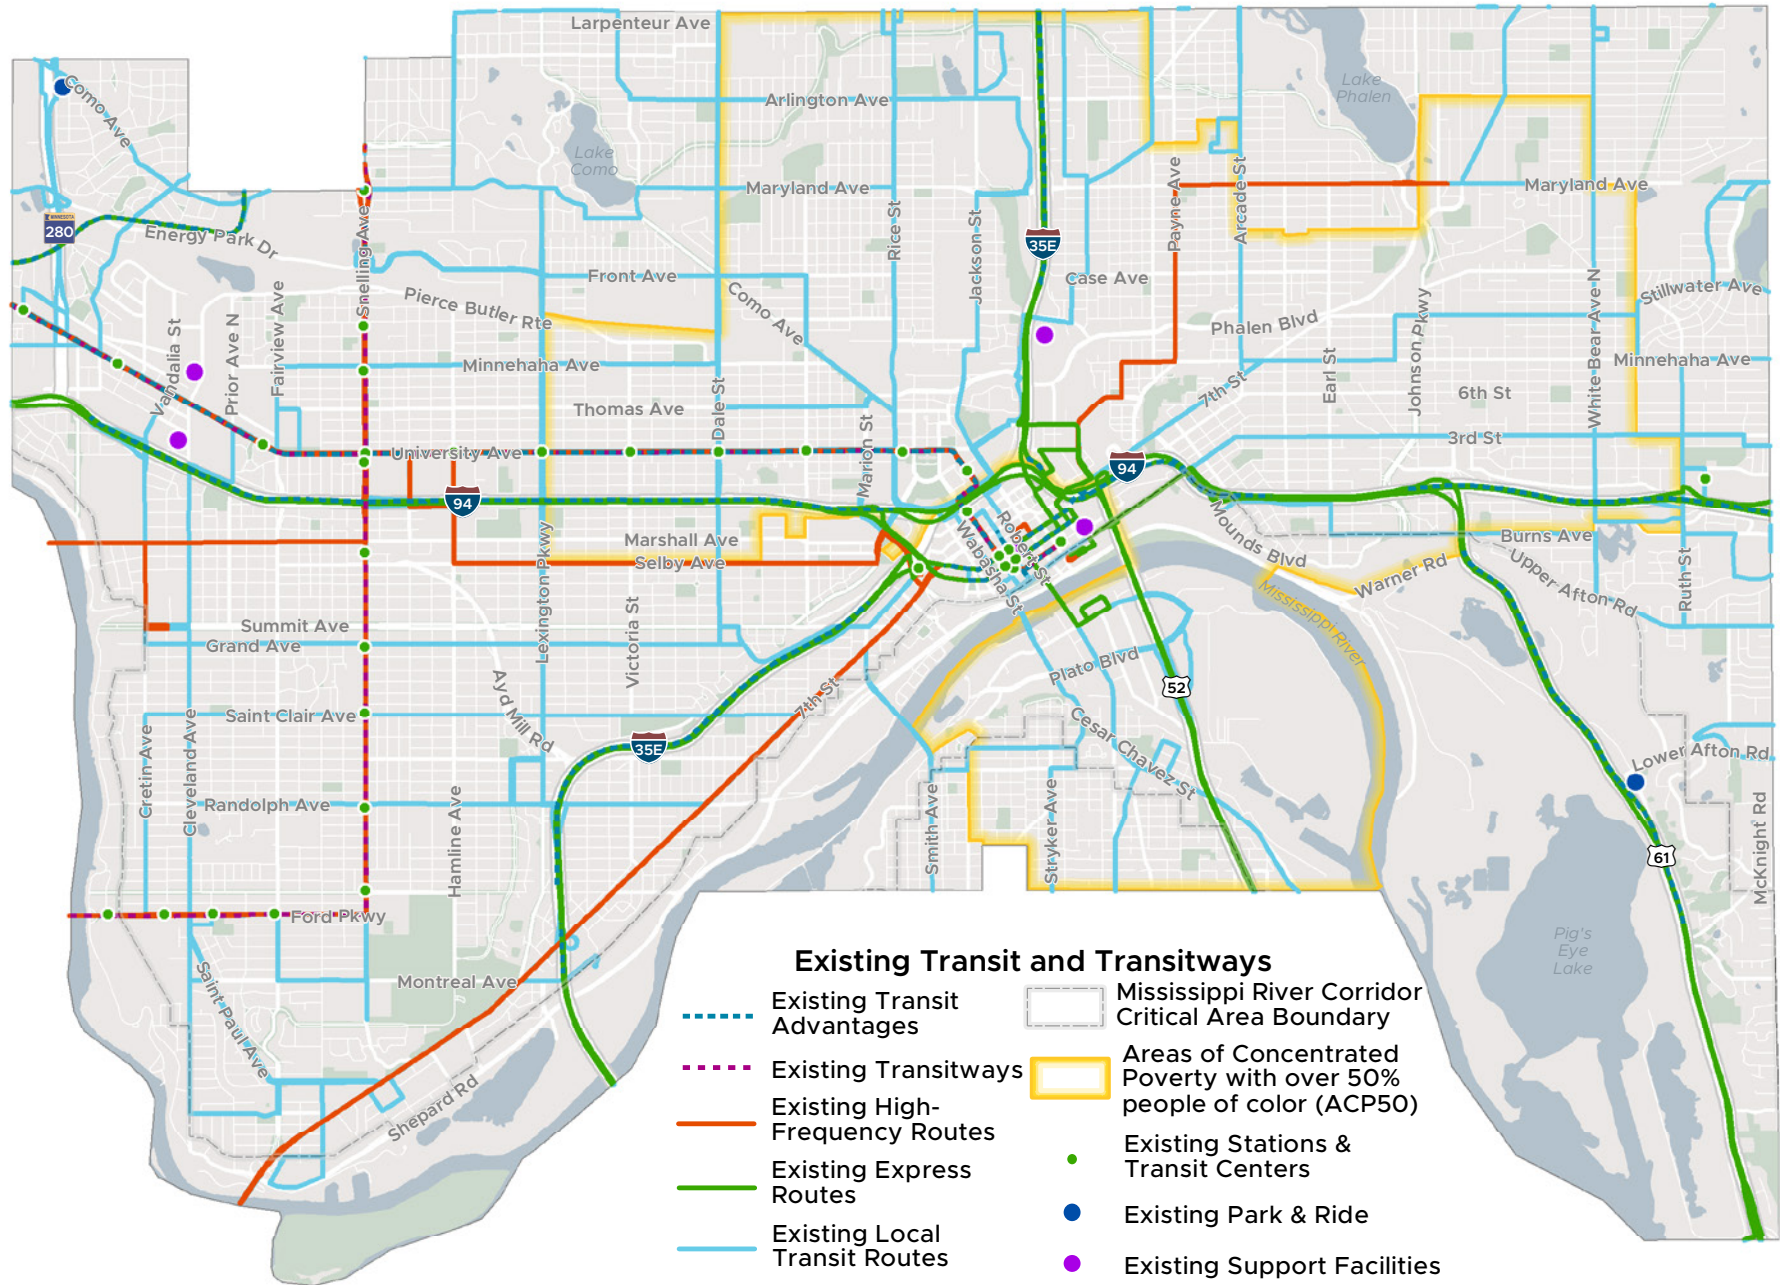 Larpenteur Ave
Como Ave
Arlington Ave
Lake
Phalen
Lake
Como
Maryland Ave
Maryland Ave
MINNESOTA
280
Energy Park Dr
Snelling Ave
Rice St
Jackson St
35E
Payne Ave
Arcade St
Front Ave
Case Ave
Como Ave
Pierce Butler Rte
Phalen Blvd
Stillwater Ave
Vandalia St
Prior Ave N
Fairview Ave
Minnehaha Ave
Minnehaha Ave
Thomas Ave
Dale St
Marion St
7th St
Earl St
Johnson Pkwy
6th St
White Bear Ave N
3rd St
University Ave
94
94
Marshall Ave
Selby Ave
Lexington Pkwy
Victoria St
Wabasha St
Robert St
Mounds Blvd
Burns Ave
Warner Rd
Upper Afton Rd
Ruth St
Mississippi River
Summit Ave
Grand Ave
Plato Blvd
52
Ayd Mill Rd
7th St
Saint Clair Ave
35E
Cesar Chavez St
Lower Afton Rd
Cretin Ave
Cleveland Ave
Randolph Ave
Hamline Ave
Smith Ave
Stryker Ave
61
McKnight Rd
Ford Pkwy
Pig's
Eye
Lake
Montreal Ave
Saint Paul Ave
Shepard Rd
Existing Transit and Transitways
Existing Transit
Advantages
Existing Transitways
Existing High-
Frequency Routes
Existing Express
Routes
Existing Local
Transit Routes
Mississippi River Corridor
Critical Area Boundary
Areas of Concentrated
Poverty with over 50%
people of color (ACP50)
Existing Stations &
Transit Centers
Existing Park & Ride
Existing Support Facilities